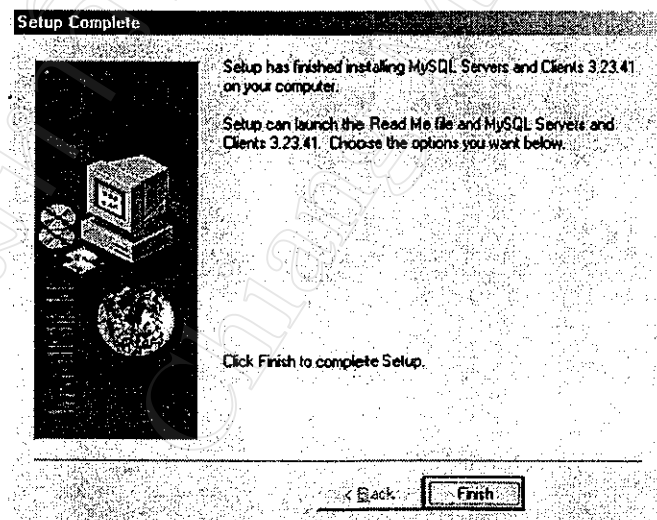 Setup Complete
Setup has finished installing MySQL Servers and Clients 3.23.41
on your computer.
Setup can launch the Read Me file and MySQL Servers and
Clients 3.23.41. Choose the options you want below.
Click Finish to complete Setup.
< Back
Finish
Chiang